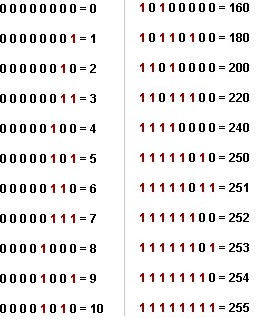 0 0 0 0 0 0 0 0 = 0
0 0 0 0 0 0 0 1 = 1
0 0 0 0 0 0 1 0 = 2
0 0 0 0 0 0 1 1 = 3
0 0 0 0 0 1 0 0 = 4
0 0 0 0 0 1 0 1 = 5
0 0 0 0 0 1 1 0 = 6
0 0 0 0 0 1 1 1 = 7
0 0 0 0 1 0 0 0 = 8
0 0 0 0 1 0 0 1 = 9
0 0 0 0 1 0 1 0 = 10
1 0 1 0 0 0 0 0 = 160
1 0 1 1 0 1 0 0 = 180
1 1 0 1 0 0 0 0 = 200
1 1 0 1 1 1 0 0 = 220
1 1 1 1 0 0 0 0 = 240
1 1 1 1 1 0 1 0 = 250
1 1 1 1 1 0 1 1 = 251
1 1 1 1 1 1 0 0 = 252
1 1 1 1 1 1 0 1 = 253
1 1 1 1 1 1 1 0 = 254
1 1 1 1 1 1 1 1 = 255